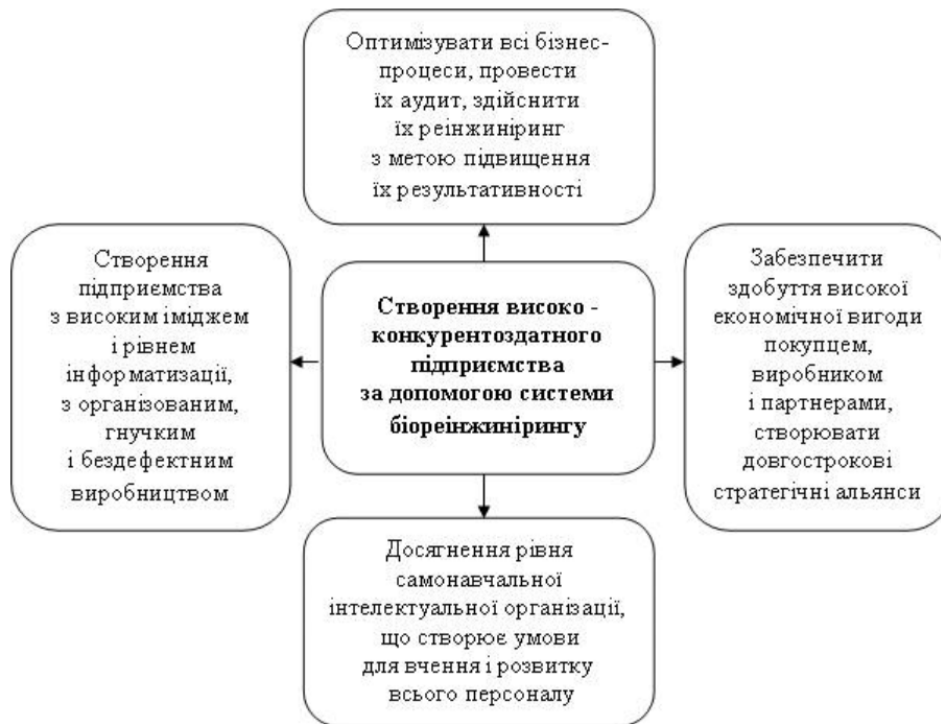 Оптимізувати всі бізнес-
процеси, провести
їх аудит, здійснити
їх реінжиніринг
з метою підвищення
їх результативності
Створення
підприємства
з високим іміджем
і рівнем
інформатизації,
з організованим,
гнучким
і бездефектним
виробництвом
Створення високо -
конкурентоздатного
підприємства
за допомогою системи
біореінжинірингу
Забезпечити
здобуття високої
економічної вигоди
покупцем,
виробником
і партнерами,
створювати
довгострокові
стратегічні альянси
Досягнення рівня
самонавчальної
інтелектуальної організації,
що створює умови
для вчення і розвитку
всього персоналу